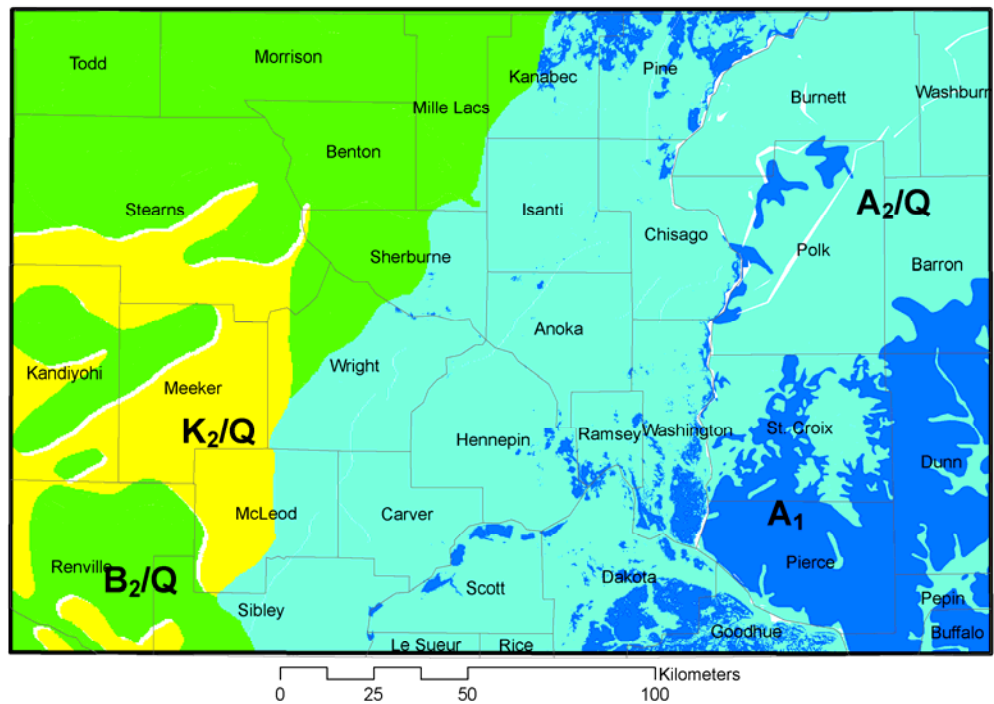 Todd
Morrison
Kanabec
Pine
Mille Lacs
Burnett
Washburn
Benton
Stearns
Isanti
Chisago
A₂/Q
Sherburne
Polk
Barron
Anoka
Wright
Kandiyohi
Meeker
K₂/Q
Hennepin
Ramsey
Washington
St. Croix
Dunn
McLeod
Carver
A₁
Pierce
Renville
B₂/Q
Scott
Dakota
Sibley
Pepin
Goodhue
Buffalo
Le Sueur
Rice
Kilometers
0 25 50 100